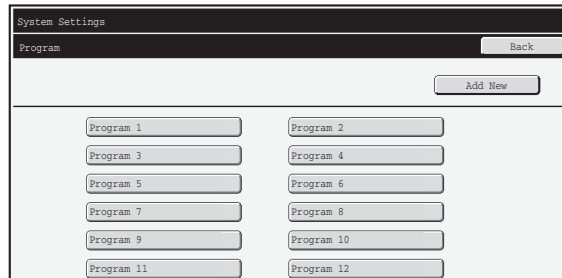 System Settings
Program Back
Add New
Program 1 Program 2
Program 3 Program 4
Program 5 Program 6
Program 7 Program 8
Program 9 Program 10
Program 11 Program 12